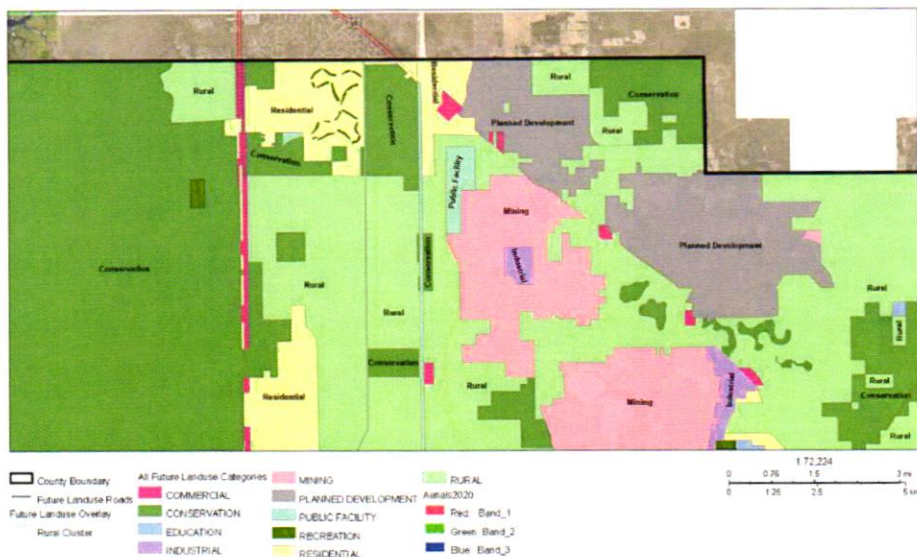 Rural
Residential
Conservation
Residential
Planned Development
Rural
Conservation
Rural
Conservation
Public Facility
Mining
Industrial
Planned Development
Conservation
Rural
Conservation
Rural
Rural
Rural
Conservation
Rural
Residential
Mining
Industrial
Rural
Conservation
Rural
County Boundary
Future Landuse Roads
Future Landuse Overlay
Rural Cluster
All Future Landuse Categories
COMMERCIAL
CONSERVATION
EDUCATION
INDUSTRIAL
MINING
PLANNED DEVELOPMENT
PUBLIC FACILITY
RECREATION
RESIDENTIAL
RURAL
Aerials2020
Red: Band_1
Green: Band_2
Blue: Band_3
1:72,224
0 0.75 1.5 3 mi
0 1.25 2.5